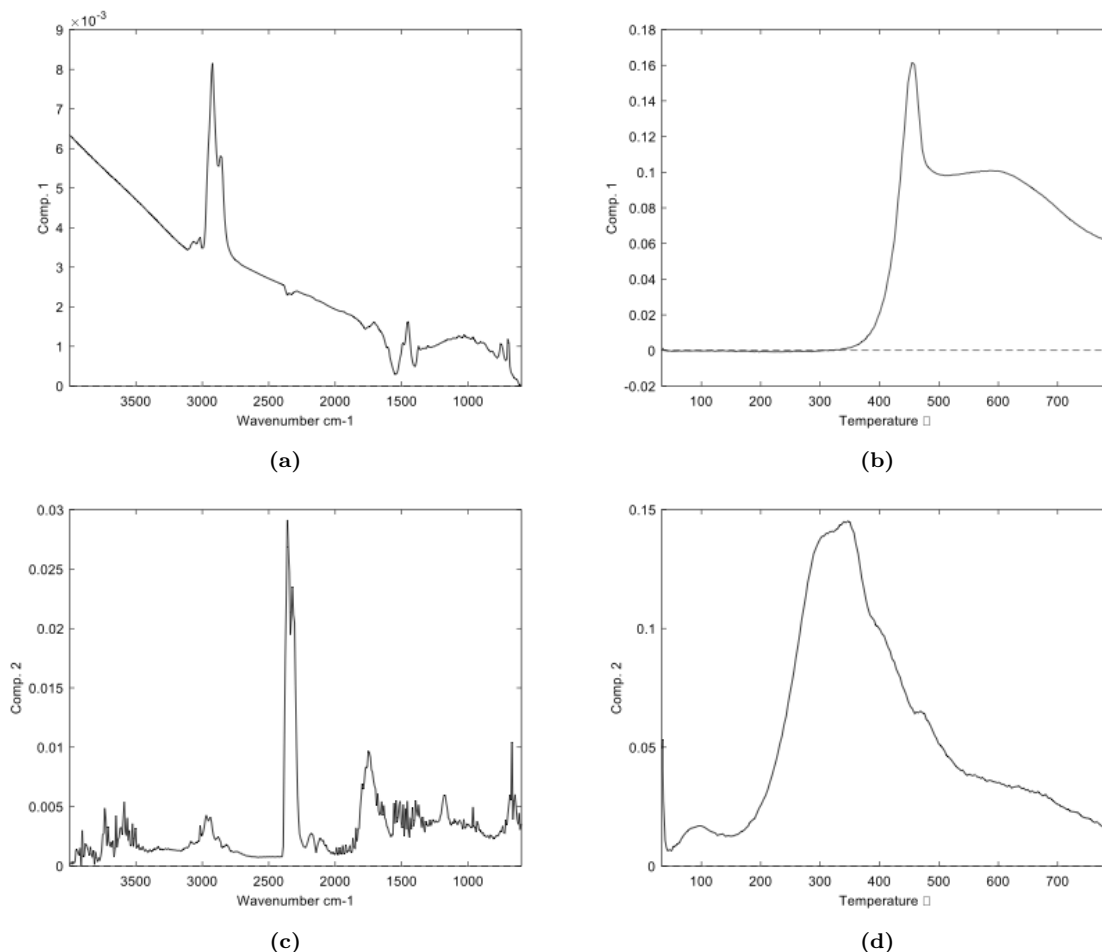 ×10⁻³
9
8
7
6
5
4
3
2
1
0
Comp. 1
3500 3000 2500 2000 1500 1000
Wavenumber cm-1
(a)
0.18
0.16
0.14
0.12
0.1
0.08
0.06
0.04
0.02
0
-0.02
Comp. 1
100 200 300 400 500 600 700
Temperature □
(b)
0.03
0.025
0.02
0.015
0.01
0.005
0
Comp. 2
3500 3000 2500 2000 1500 1000
Wavenumber cm-1
(c)
0.15
0.1
0.05
0
Comp. 2
100 200 300 400 500 600 700
Temperature □
(d)